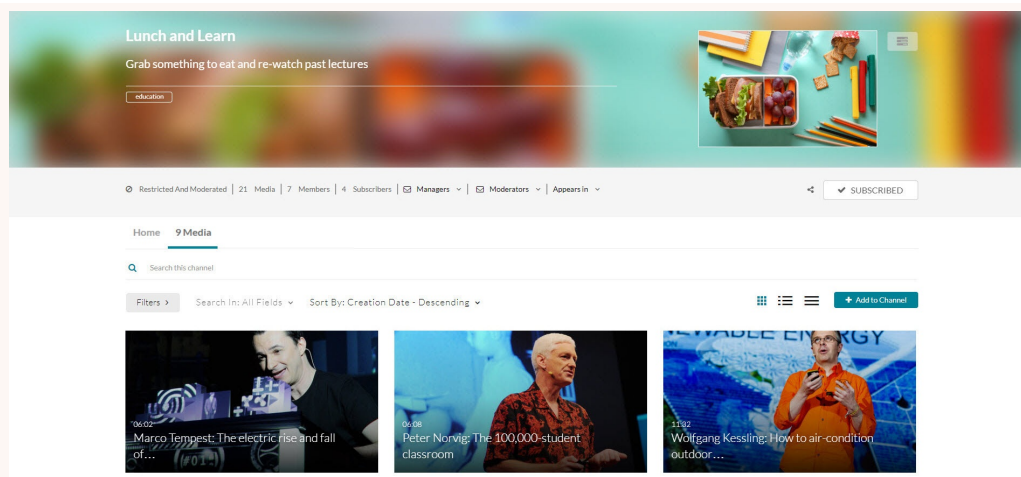 Lunch and Learn
Grab something to eat and re-watch past lectures
education
Restricted And Moderated | 21 Media | 7 Members | 4 Subscribers | Managers | Moderators | Appears in
SUBSCRIBED
Home 9 Media
Search this channel
Filters Search In: All Fields Sort By: Creation Date - Descending
+ Add to Channel
06:02
Marco Tempest: The electric rise and fall
of...
#01
06:08
Peter Norvig: The 100,000-student
classroom
ENERGY
11:32
Wolfgang Kessling: How to air-condition
outdoor...